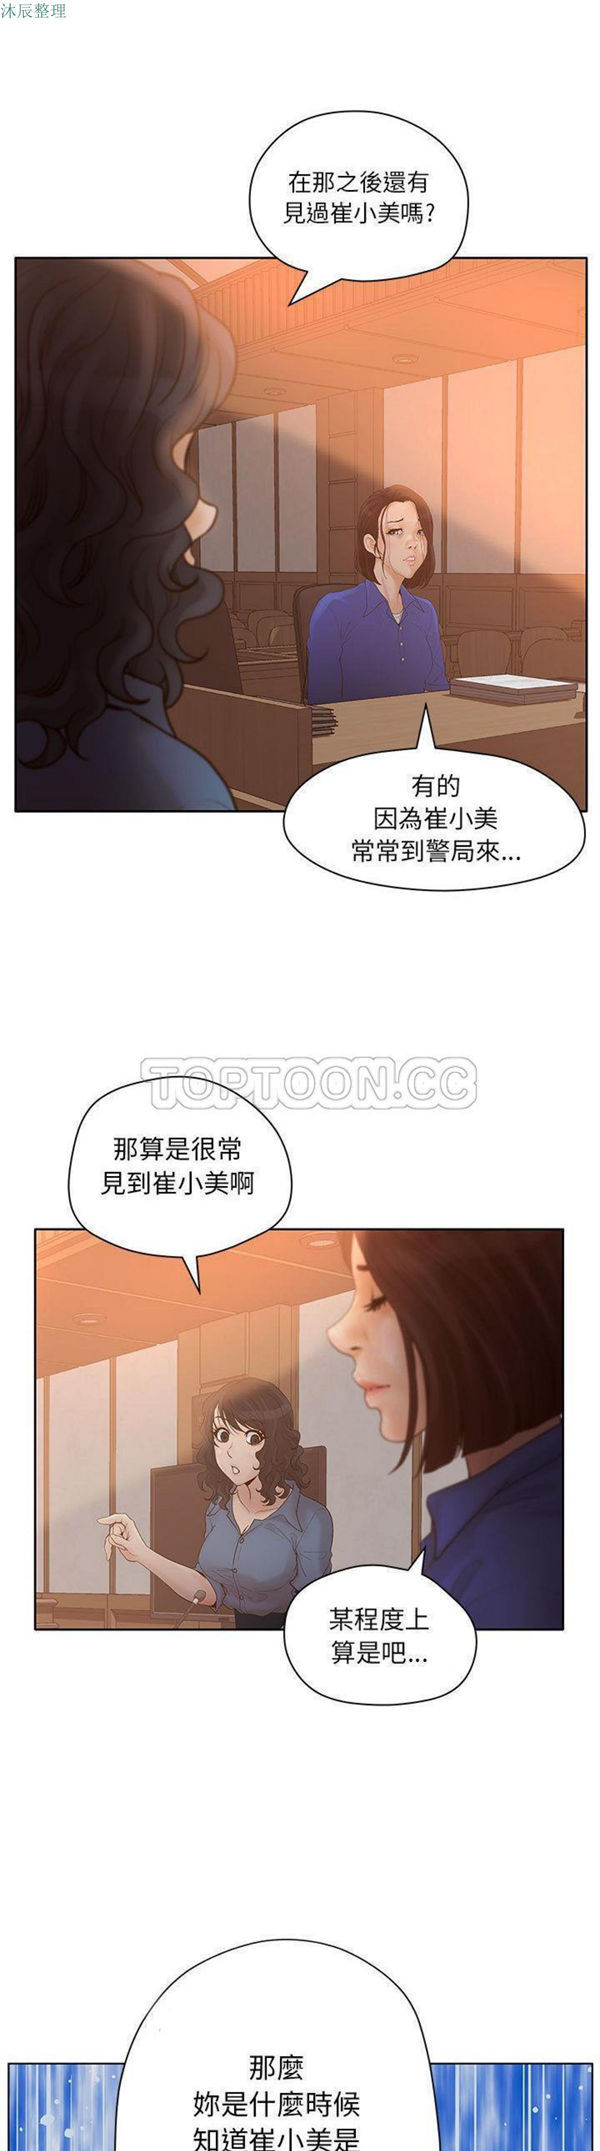 沐辰整理
在那之後還有
見過崔小美嗎?
有的
因為崔小美
常常到警局來...
TOPTOON.CC
那算是很常
見到崔小美啊
某程度上
算是吧...
那麼
妳是什麼時候
知道崔小美是